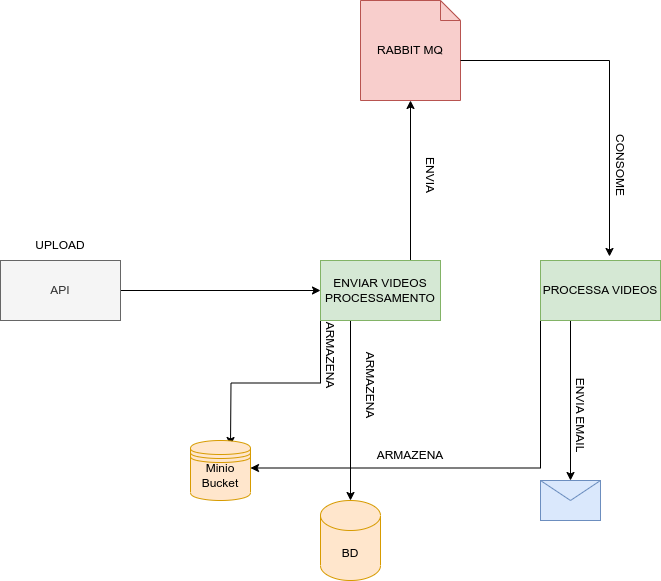 RABBIT MQ
ENVIA
CONSOME
UPLOAD
API
ENVIAR VIDEOS
PROCESSAMENTO
PROCESSA VIDEOS
ARMAZENA
ARMAZENA
ENVIA EMAIL
ARMAZENA
Minio
Bucket
BD